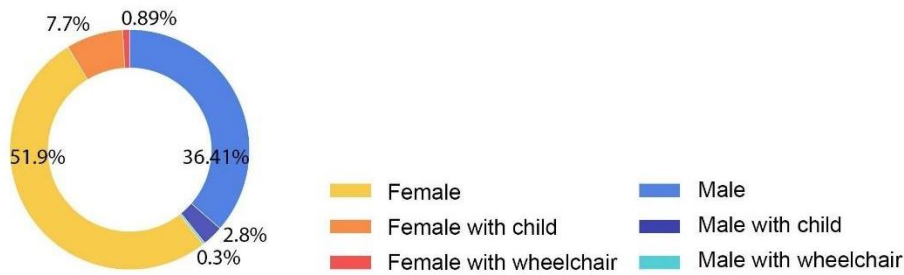 7.7%
0.89%
51.9%
36.41%
2.8%
0.3%
Female
Male
Female with child
Male with child
Female with wheelchair
Male with wheelchair